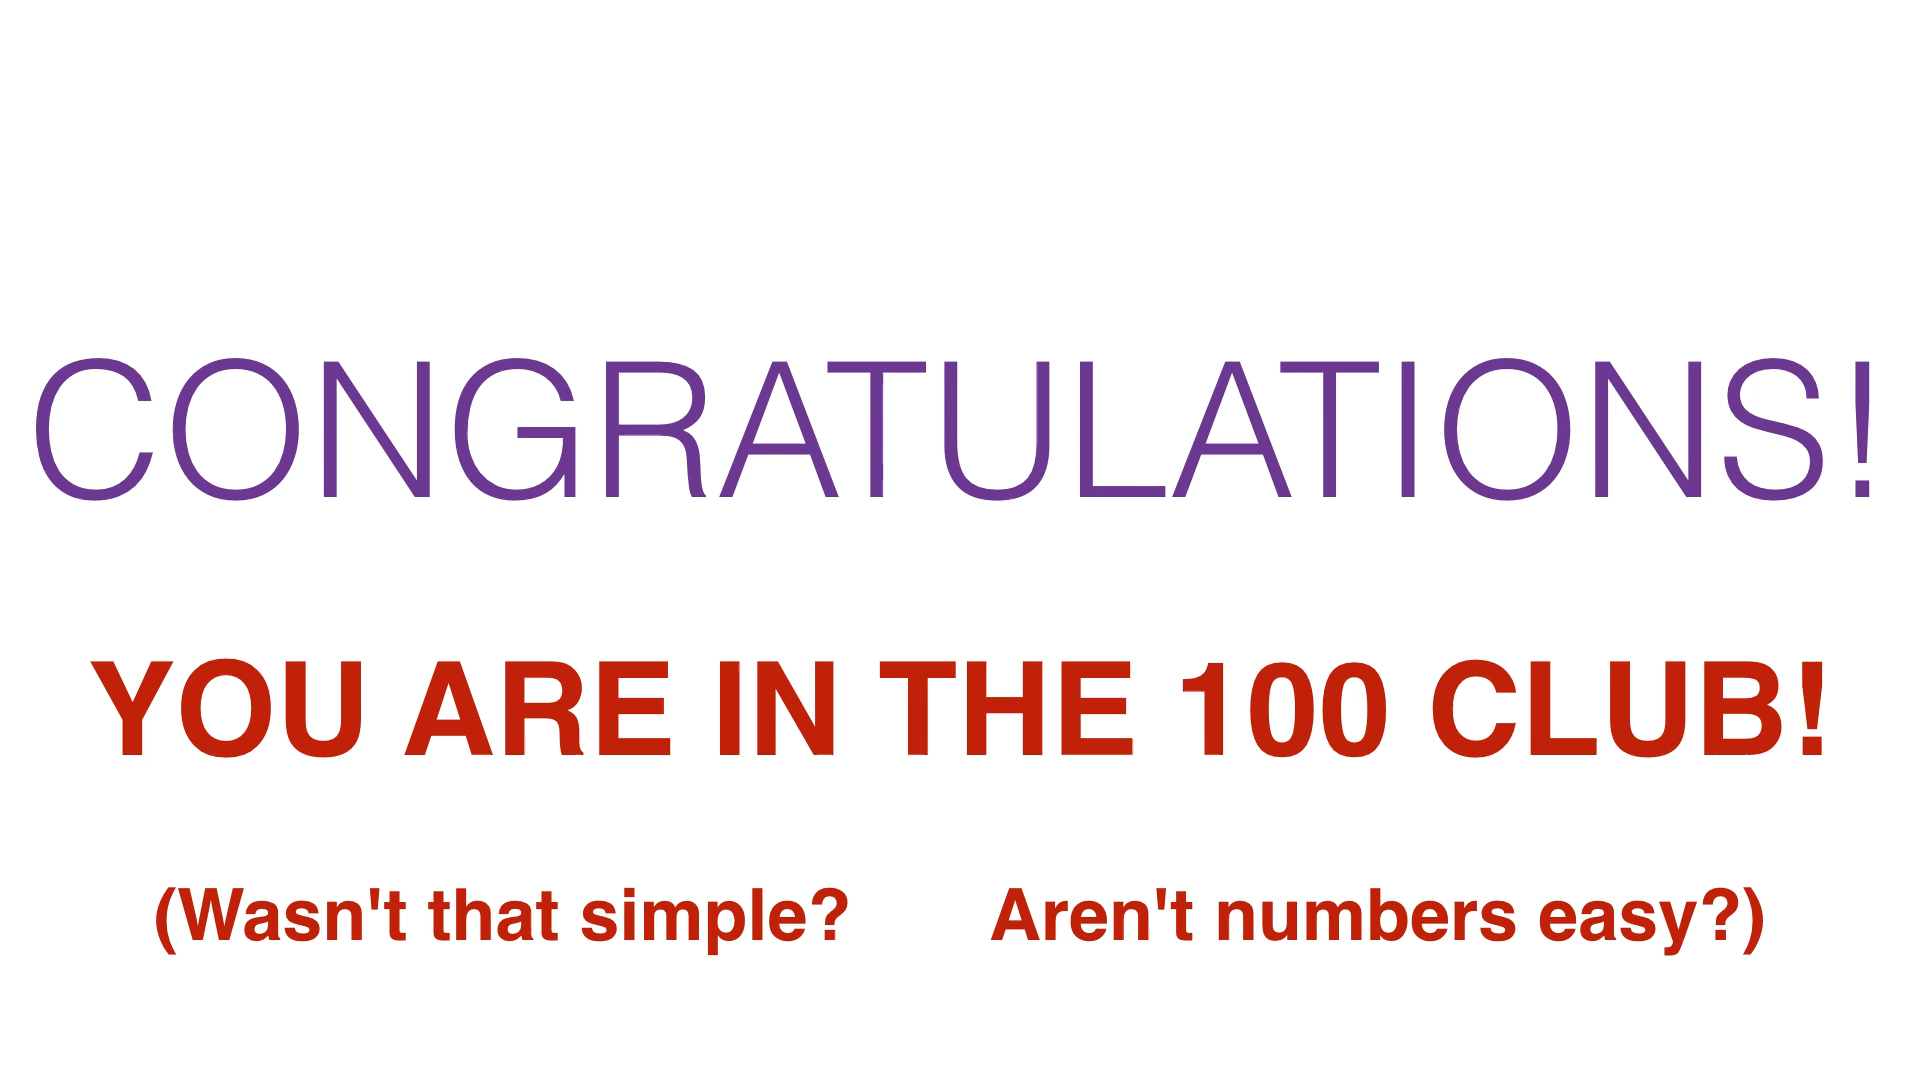 CONGRATULATIONS!
YOU ARE IN THE 100 CLUB!
(Wasn't that simple? Aren't numbers easy?)